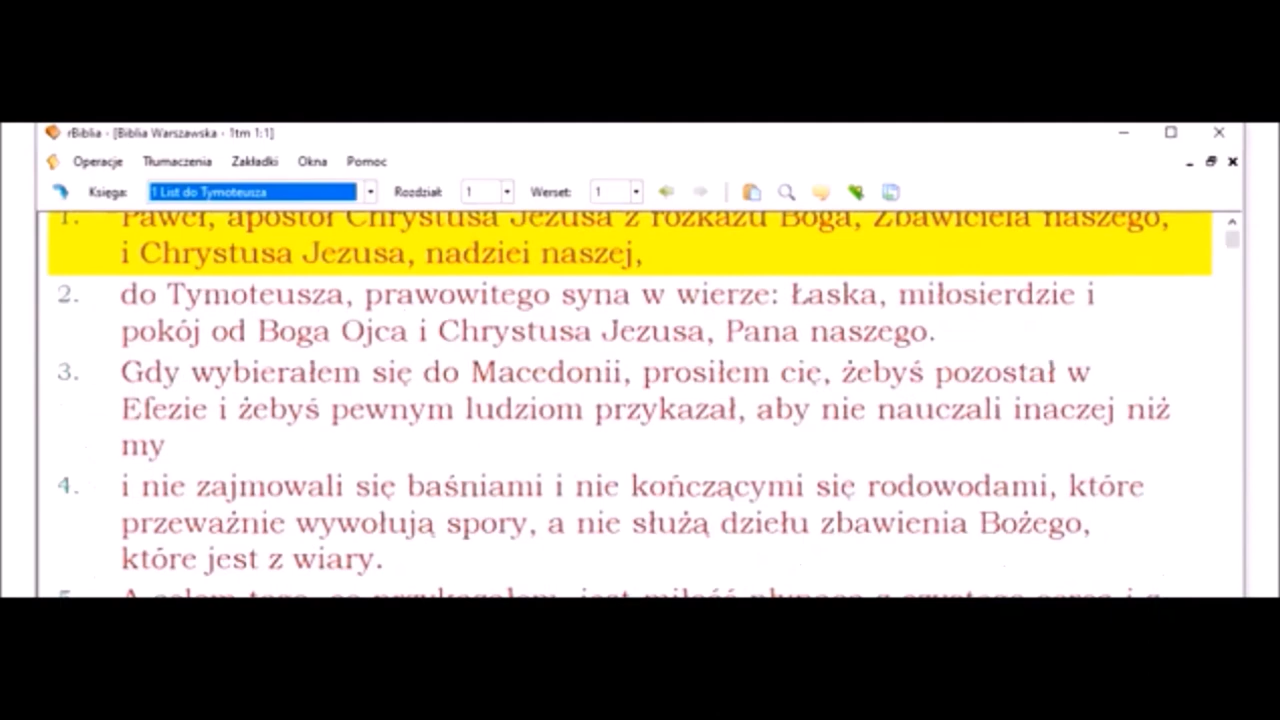 rBiblia - [Biblia Warszawska - 1tm 1:1]
Operacje Tłumaczenia Zakładki Okna Pomoc
Księga: 1 List do Tymoteusza Rozdział: 1 Werset: 1
1. Paweł, apostoł Chrystusa Jezusa z rozkazu Boga, Zbawiciela naszego,
i Chrystusa Jezusa, nadziei naszej,
2. do Tymoteusza, prawowitego syna w wierze: Łaska, miłosierdzie i
pokój od Boga Ojca i Chrystusa Jezusa, Pana naszego.
3. Gdy wybierałem się do Macedonii, prosiłem cię, żebyś pozostał w
Efezie i żebyś pewnym ludziom przykazał, aby nie nauczali inaczej niż
my
4. i nie zajmowali się baśniami i nie kończącymi się rodowodami, które
przeważnie wywołują spory, a nie służą dziełu zbawienia Bożego,
które jest z wiary.